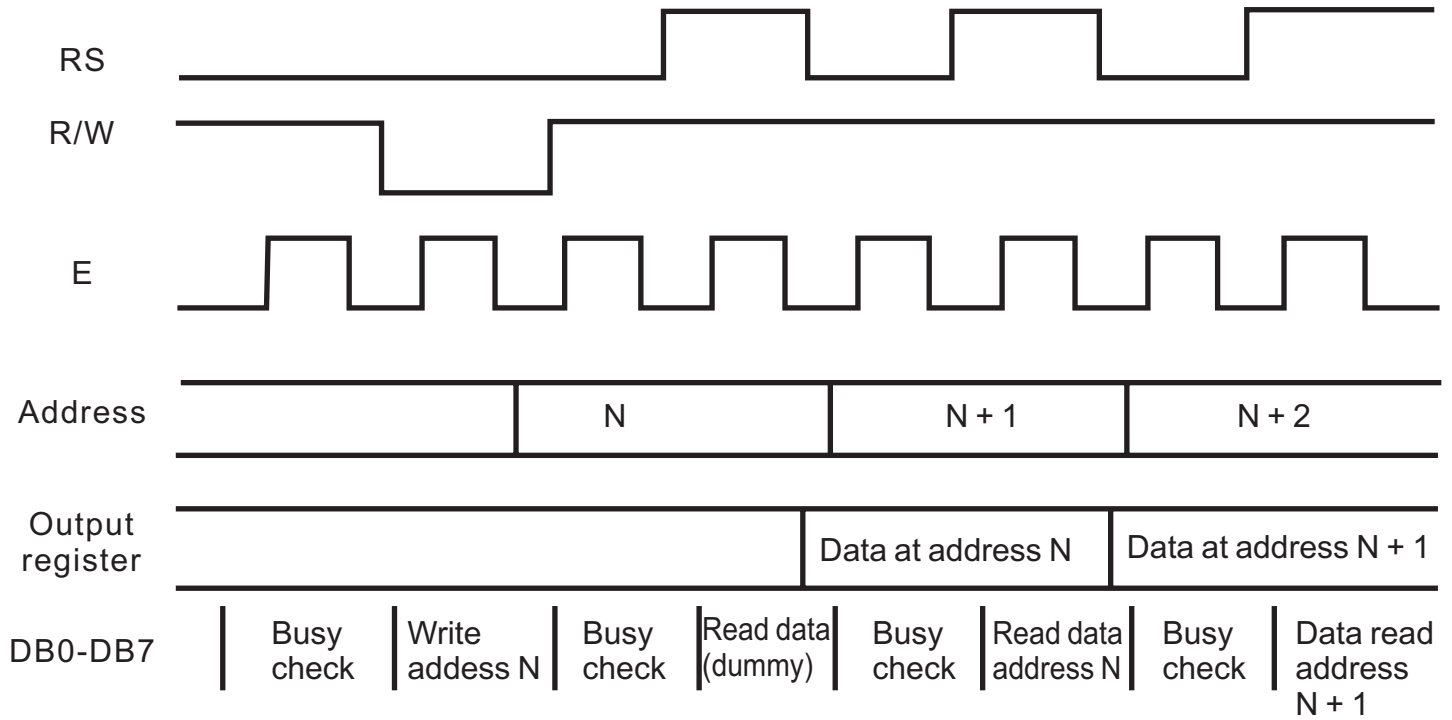 RS
R/W
E
Address
N
N + 1
N + 2
Output
register
Data at address N
Data at address N + 1
DB0-DB7
Busy
check
Write
addess N
Busy
check
Read data
(dummy)
Busy
check
Read data
address N
Busy
check
Data read
address
N + 1